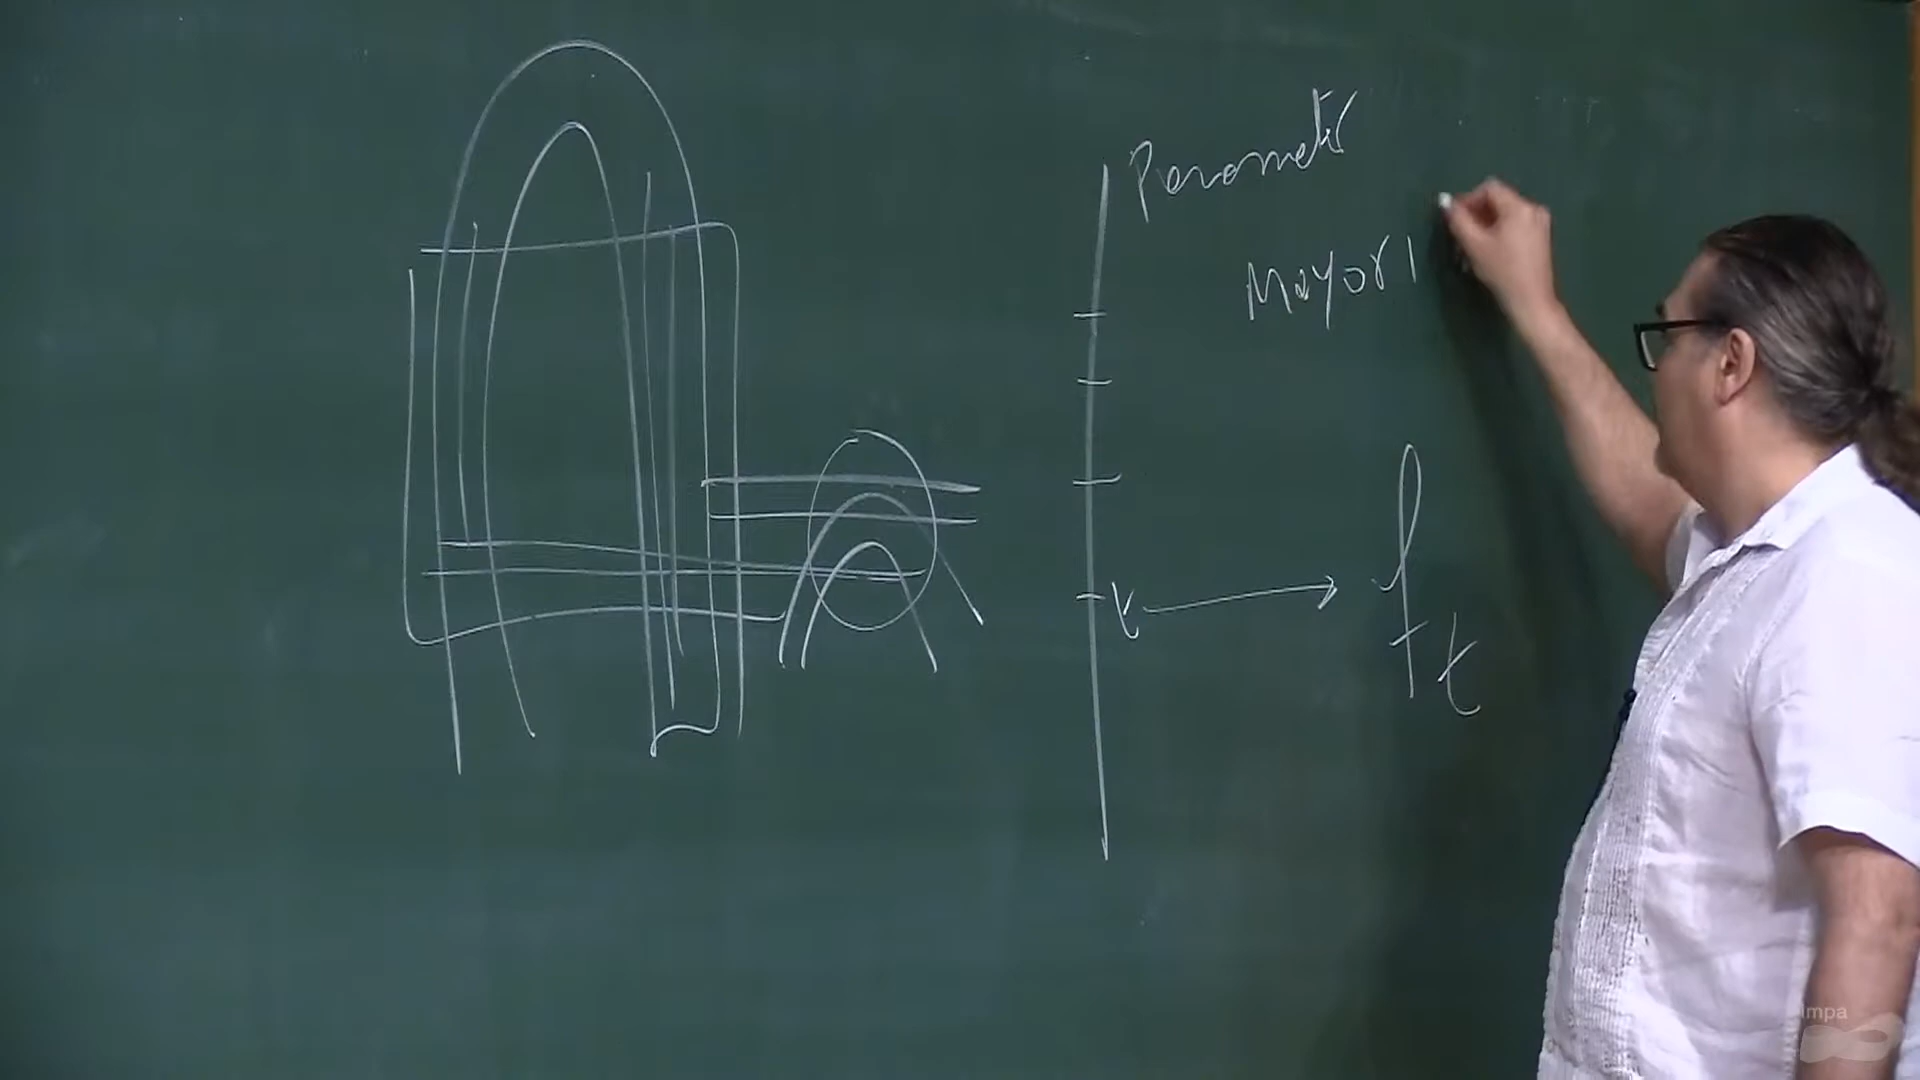 Parameter
Mayori
t → f_t
impa